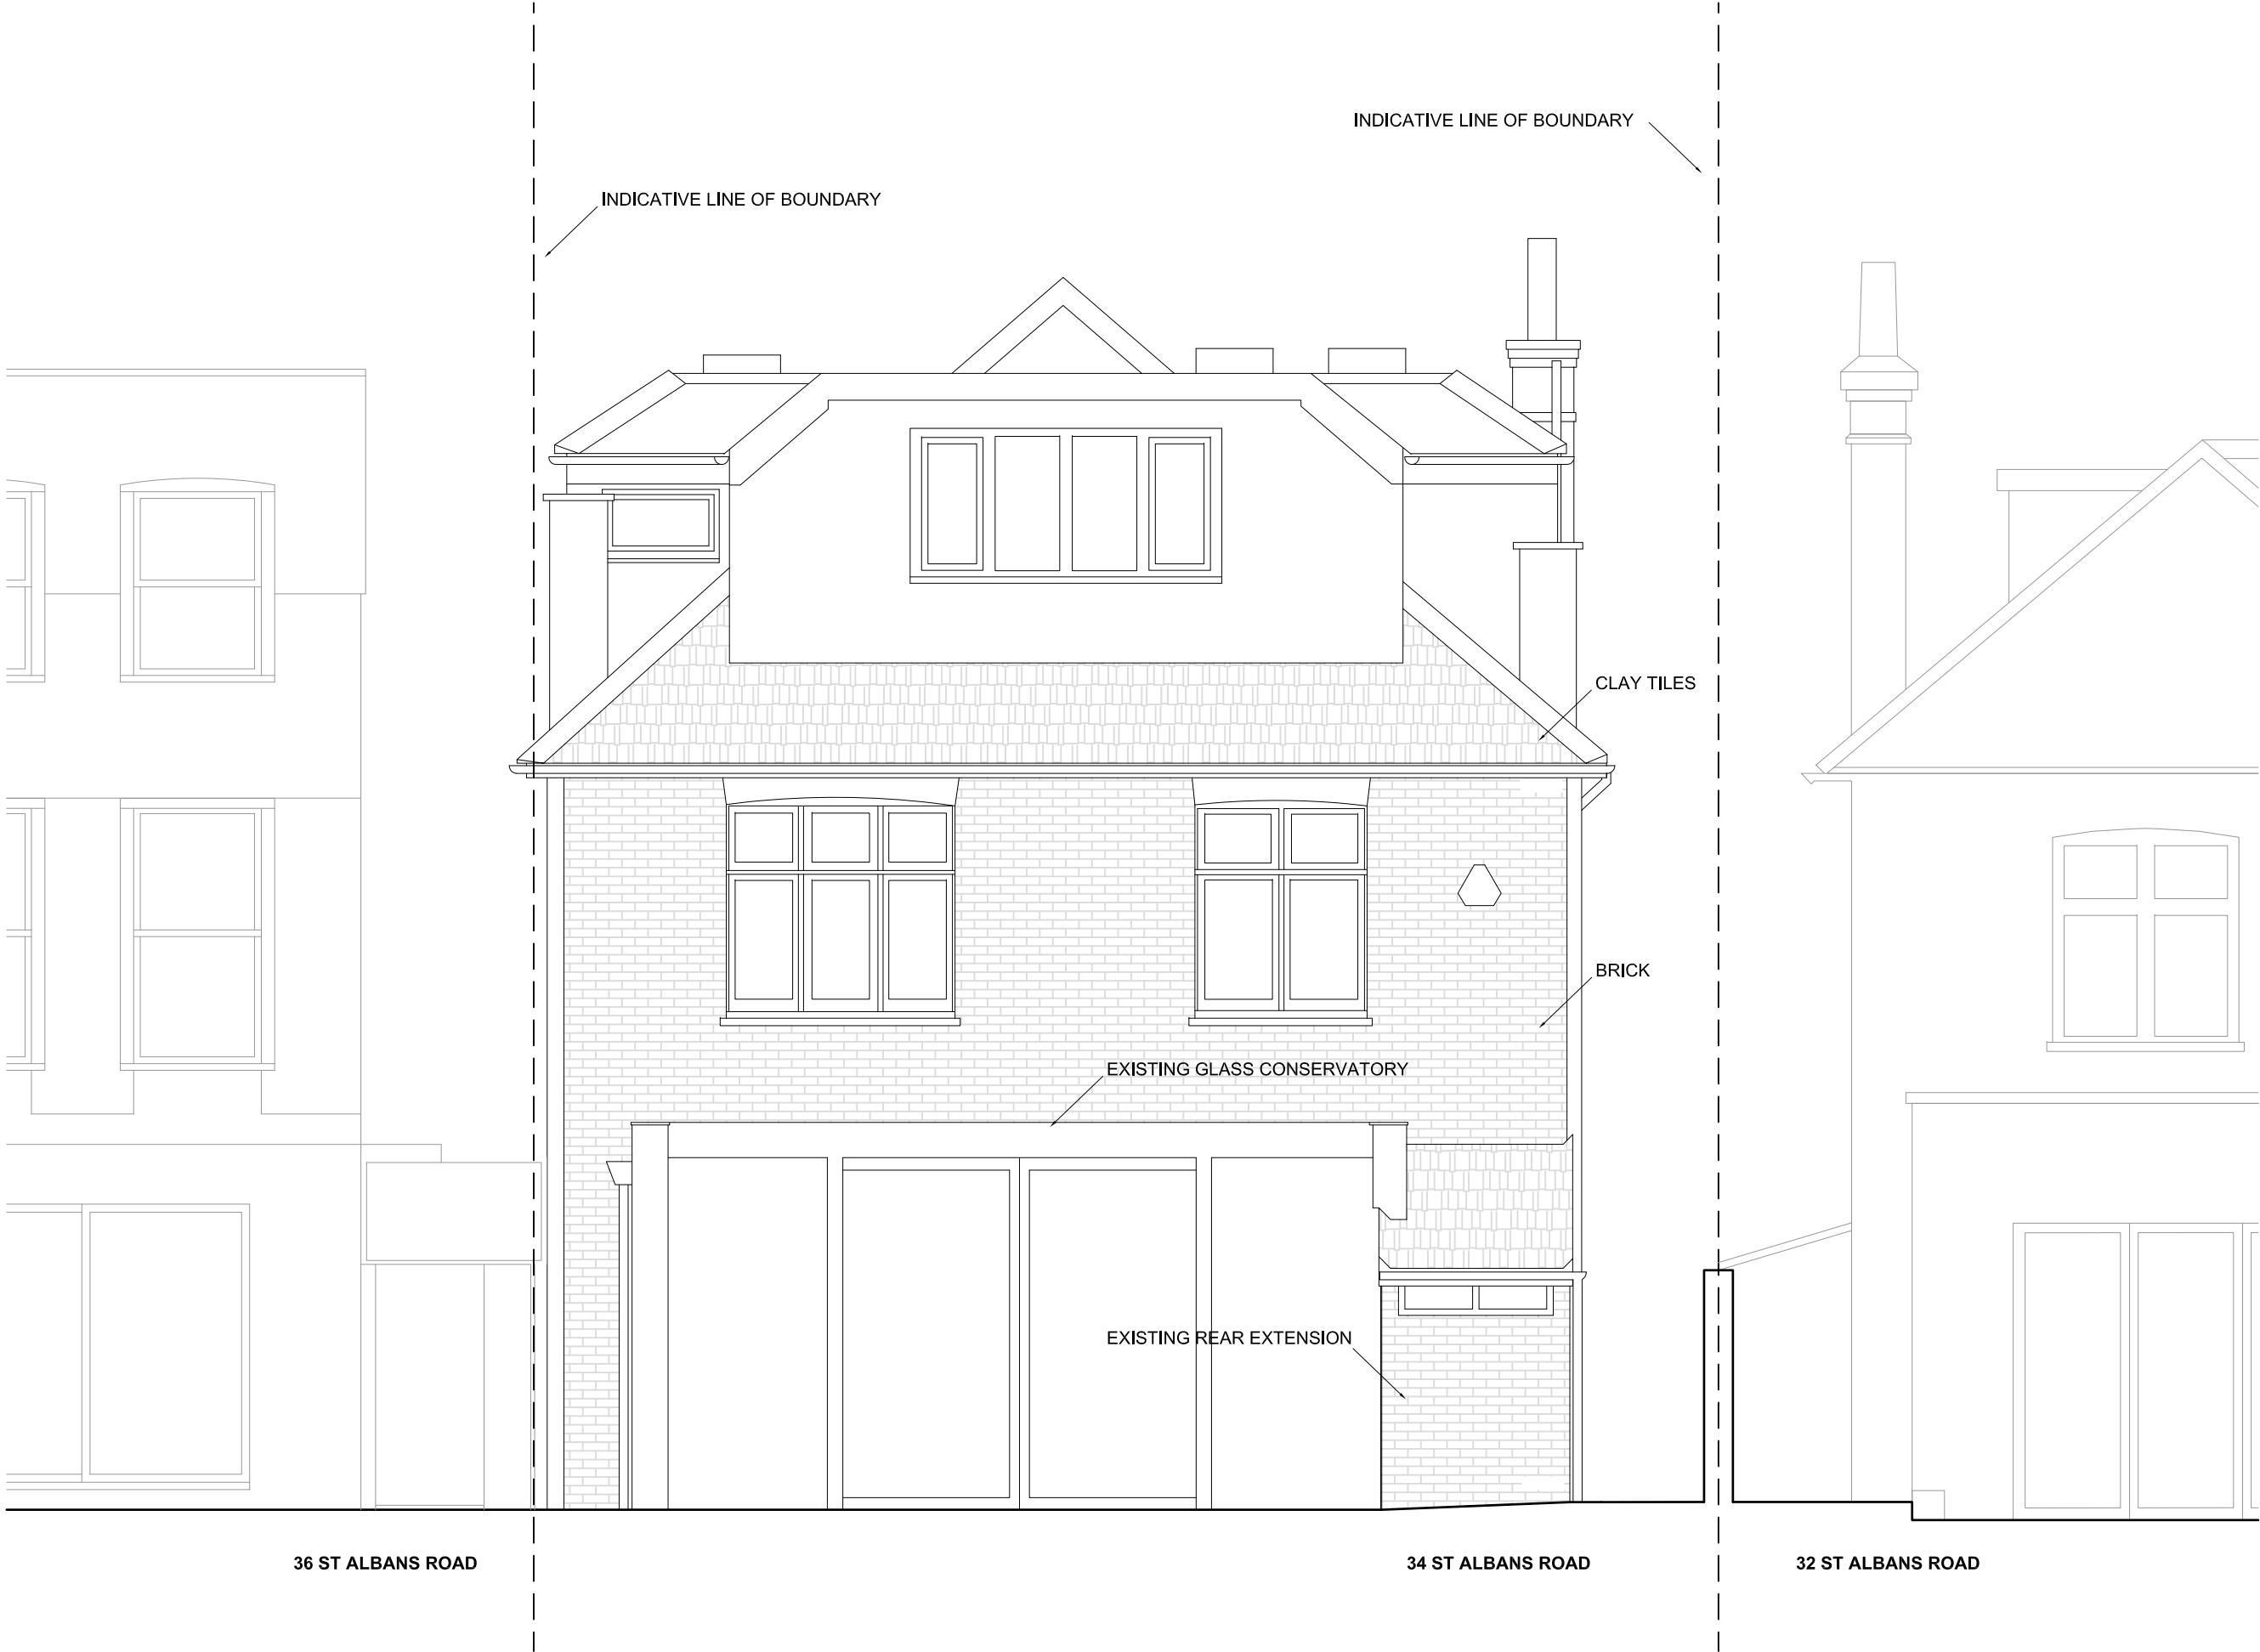 INDICATIVE LINE OF BOUNDARY
INDICATIVE LINE OF BOUNDARY
CLAY TILES
BRICK
EXISTING GLASS CONSERVATORY
EXISTING REAR EXTENSION
36 ST ALBANS ROAD
34 ST ALBANS ROAD
32 ST ALBANS ROAD